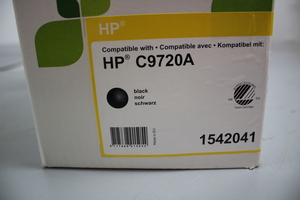 HP®
Compatible with • Compatible avec • Kompatibel mit:
HP® C9720A
black
noir
schwarz
1542041